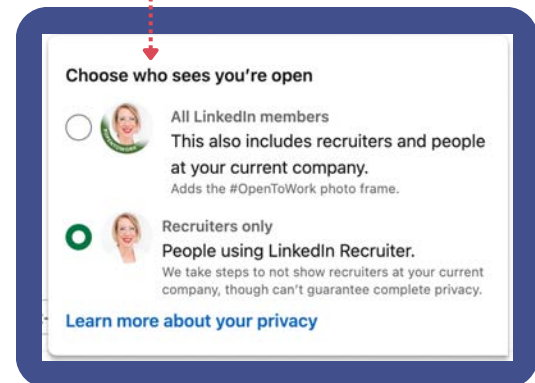 Choose who sees you're open
All LinkedIn members
This also includes recruiters and people
at your current company.
Adds the #OpenToWork photo frame.
#OPENTOWORK
Recruiters only
People using LinkedIn Recruiter.
We take steps to not show recruiters at your current
company, though can't guarantee complete privacy.
Learn more about your privacy